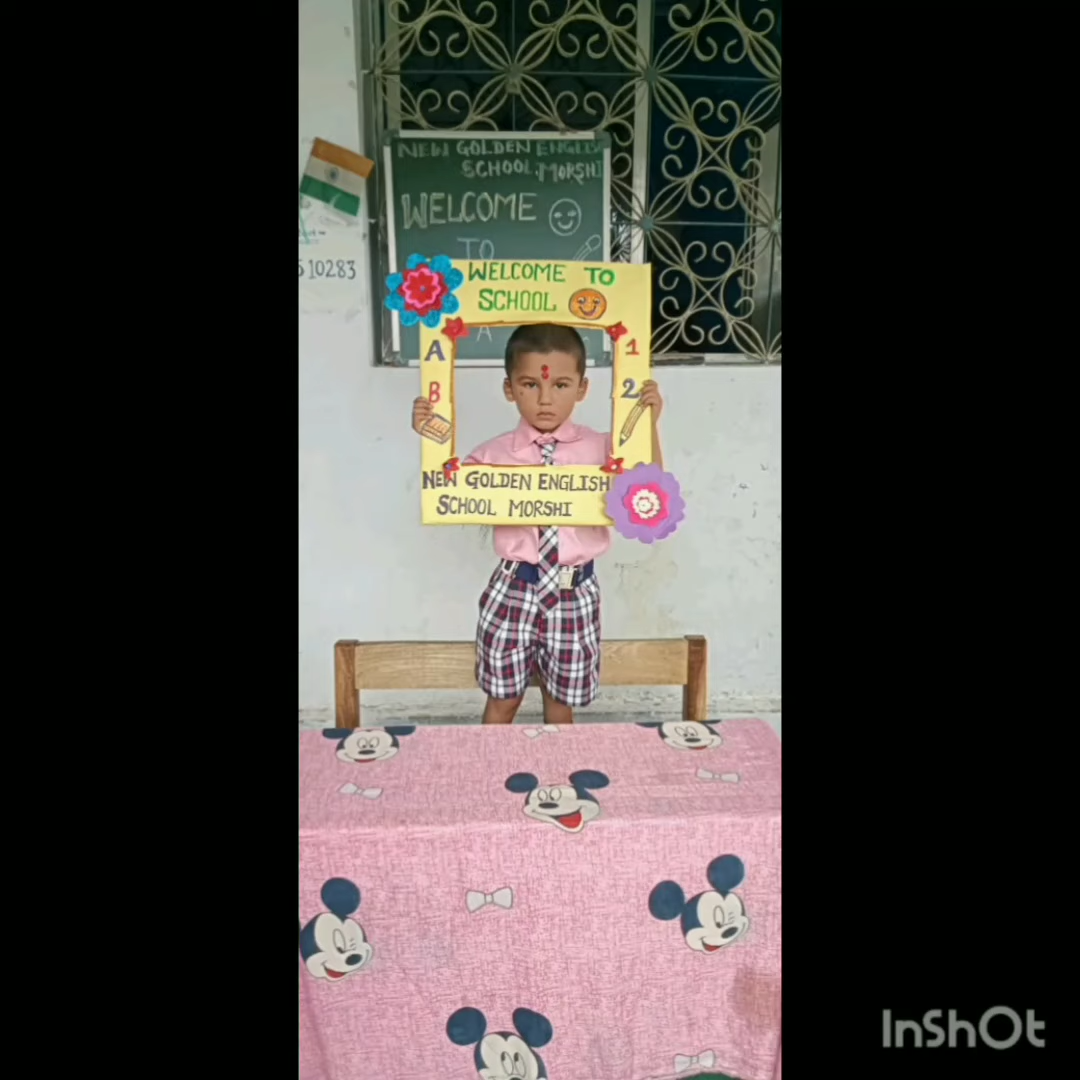 NEW GOLDEN ENGLISH
SCHOOL, MORSHI
WELCOME
TO
A
10283
WELCOME TO
SCHOOL
A
B
1
2
NEW GOLDEN ENGLISH
SCHOOL MORSHI
InShOt